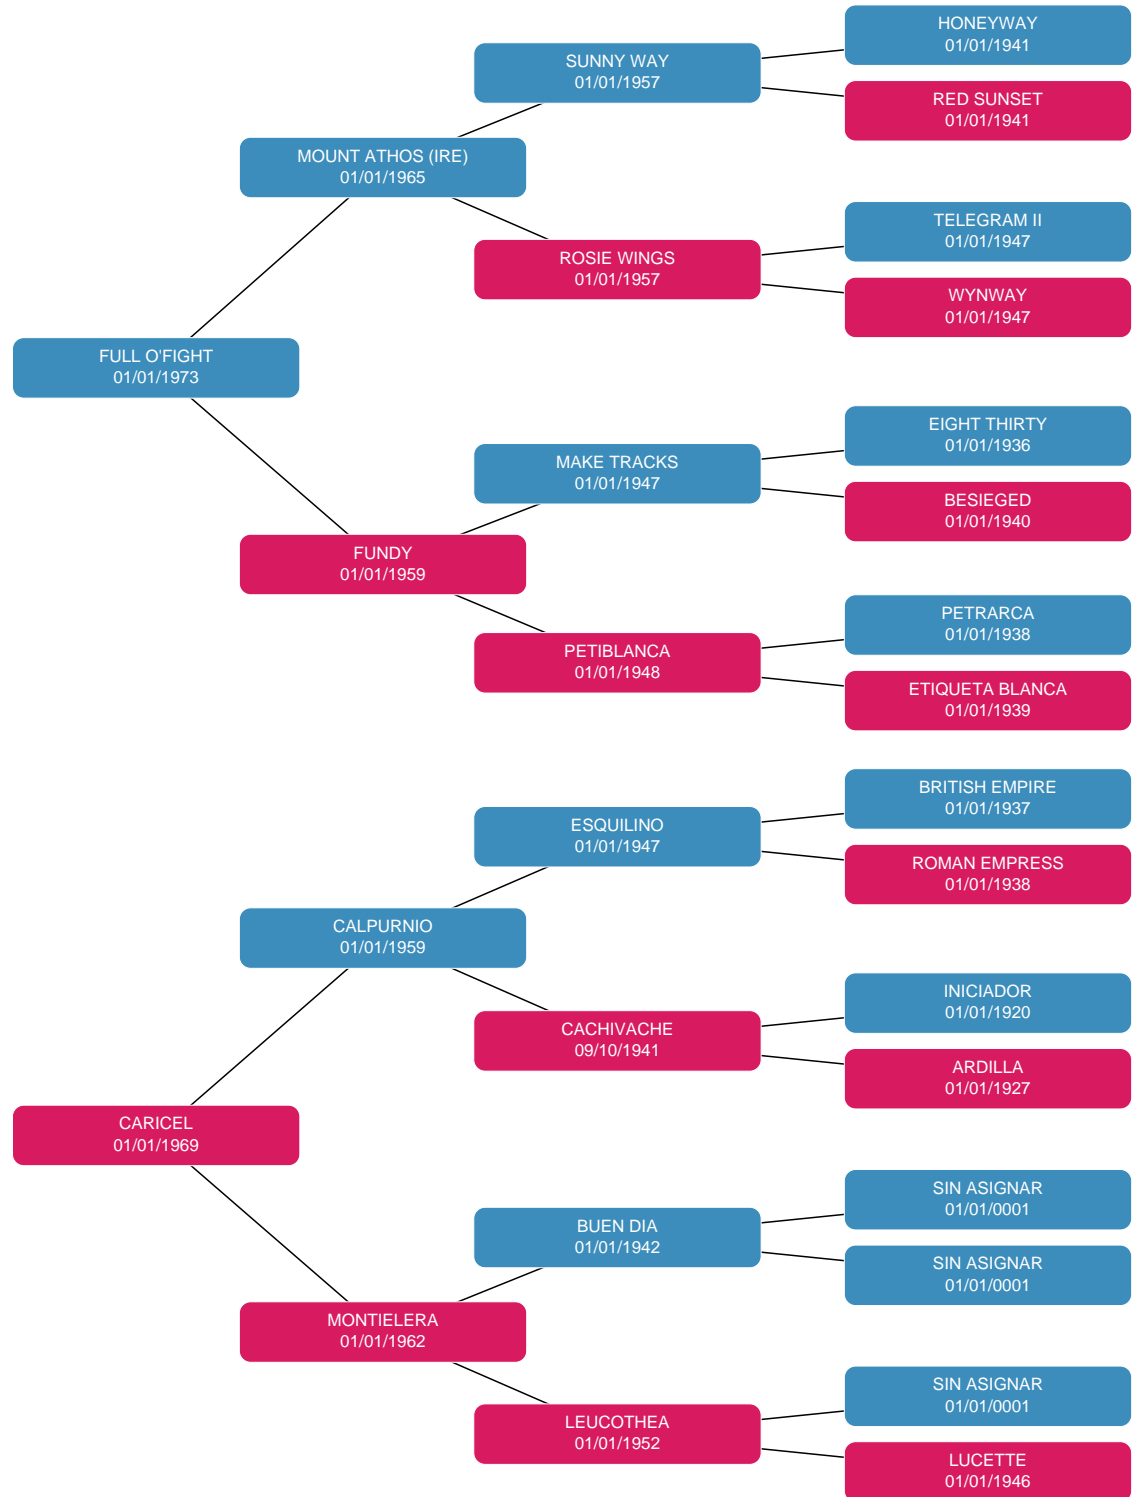 HONEYWAY
01/01/1941
SUNNY WAY
01/01/1957
RED SUNSET
01/01/1941
MOUNT ATHOS (IRE)
01/01/1965
TELEGRAM II
01/01/1947
ROSIE WINGS
01/01/1957
WYNWAY
01/01/1947
FULL O'FIGHT
01/01/1973
EIGHT THIRTY
01/01/1936
MAKE TRACKS
01/01/1947
BESIEGED
01/01/1940
FUNDY
01/01/1959
PETRARCA
01/01/1938
PETIBLANCA
01/01/1948
ETIQUETA BLANCA
01/01/1939
BRITISH EMPIRE
01/01/1937
ESQUILINO
01/01/1947
ROMAN EMPRESS
01/01/1938
CALPURNIO
01/01/1959
INICIADOR
01/01/1920
CACHIVACHE
09/10/1941
ARDILLA
01/01/1927
CARICEL
01/01/1969
SIN ASIGNAR
01/01/0001
BUEN DIA
01/01/1942
SIN ASIGNAR
01/01/0001
MONTIELERA
01/01/1962
SIN ASIGNAR
01/01/0001
LEUCOTHEA
01/01/1952
LUCETTE
01/01/1946